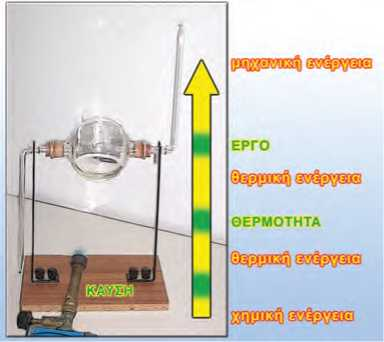 μηχανική ενέργεια
ΕΡΓΟ
θερμική ενέργεια
ΘΕΡΜΟΤΗΤΑ
θερμική ενέργεια
ΚΑΥΣΗ
χημική ενέργεια